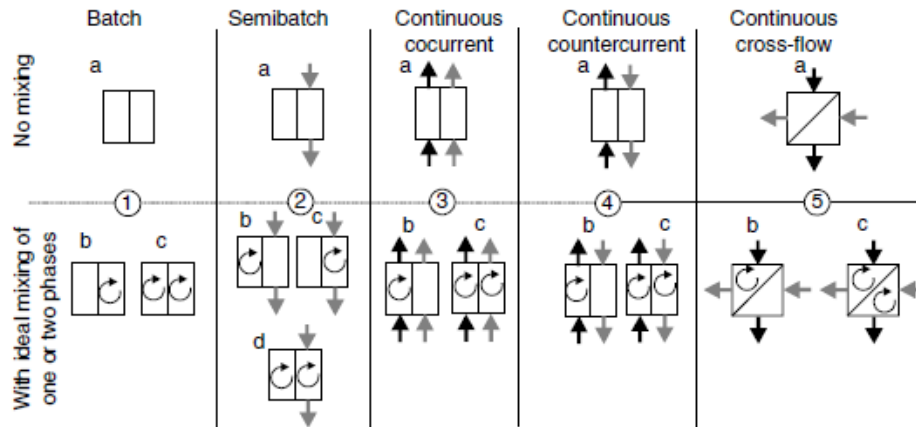 Batch
Semibatch
Continuous
cocurrent
Continuous
countercurrent
Continuous
cross-flow
No mixing
a
a
a
a
a
1
2
3
4
5
With ideal mixing of
one or two phases
b
c
b
c
b
c
b
c
b
c
d